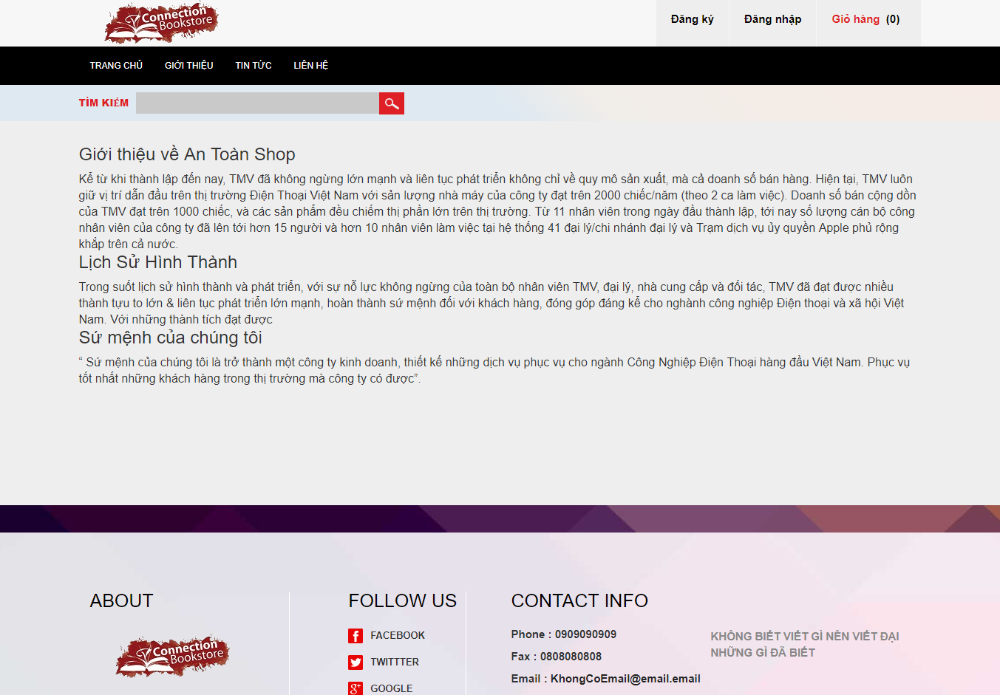 Connection
Bookstore
Đăng ký
Đăng nhập
Giỏ hàng (0)
TRANG CHỦ
GIỚI THIỆU
TIN TỨC
LIÊN HỆ
TÌM KIẾM
Giới thiệu về An Toàn Shop
Kể từ khi thành lập đến nay, TMV đã không ngừng lớn mạnh và liên tục phát triển không chỉ về quy mô sản xuất, mà cả doanh số bán hàng. Hiện tại, TMV luôn
giữ vị trí dẫn đầu trên thị trường Điện Thoại Việt Nam với sản lượng nhà máy của công ty đạt trên 2000 chiếc/năm (theo 2 ca làm việc). Doanh số bán cộng dồn
của TMV đạt trên 1000 chiếc, và các sản phẩm đều chiếm thị phần lớn trên thị trường. Từ 11 nhân viên trong ngày đầu thành lập, tới nay số lượng cán bộ công
nhân viên của công ty đã lên tới hơn 15 người và hơn 10 nhân viên làm việc tại hệ thống 41 đại lý/chi nhánh đại lý và Trạm dịch vụ ủy quyền Apple phủ rộng
khắp trên cả nước.
Lịch Sử Hình Thành
Trong suốt lịch sử hình thành và phát triển, với sự nỗ lực không ngừng của toàn bộ nhân viên TMV, đại lý, nhà cung cấp và đối tác, TMV đã đạt được nhiều
thành tựu to lớn & liên tục phát triển lớn mạnh, hoàn thành sứ mệnh đối với khách hàng, đóng góp đáng kể cho nghành công nghiệp Điện thoại và xã hội Việt
Nam. Với những thành tích đạt được
Sứ mệnh của chúng tôi
“ Sứ mệnh của chúng tôi là trở thành một công ty kinh doanh, thiết kế những dịch vụ phục vụ cho ngành Công Nghiệp Điện Thoại hàng đầu Việt Nam. Phục vụ
tốt nhất những khách hàng trong thị trường mà công ty có được”.
ABOUT
Connection
Bookstore
FOLLOW US
FACEBOOK
TWITTTER
GOOGLE
CONTACT INFO
Phone : 0909090909
Fax : 0808080808
Email : KhongCoEmail@email.email
KHÔNG BIẾT VIẾT GÌ NÊN VIẾT ĐẠI
NHỮNG GÌ ĐÃ BIẾT